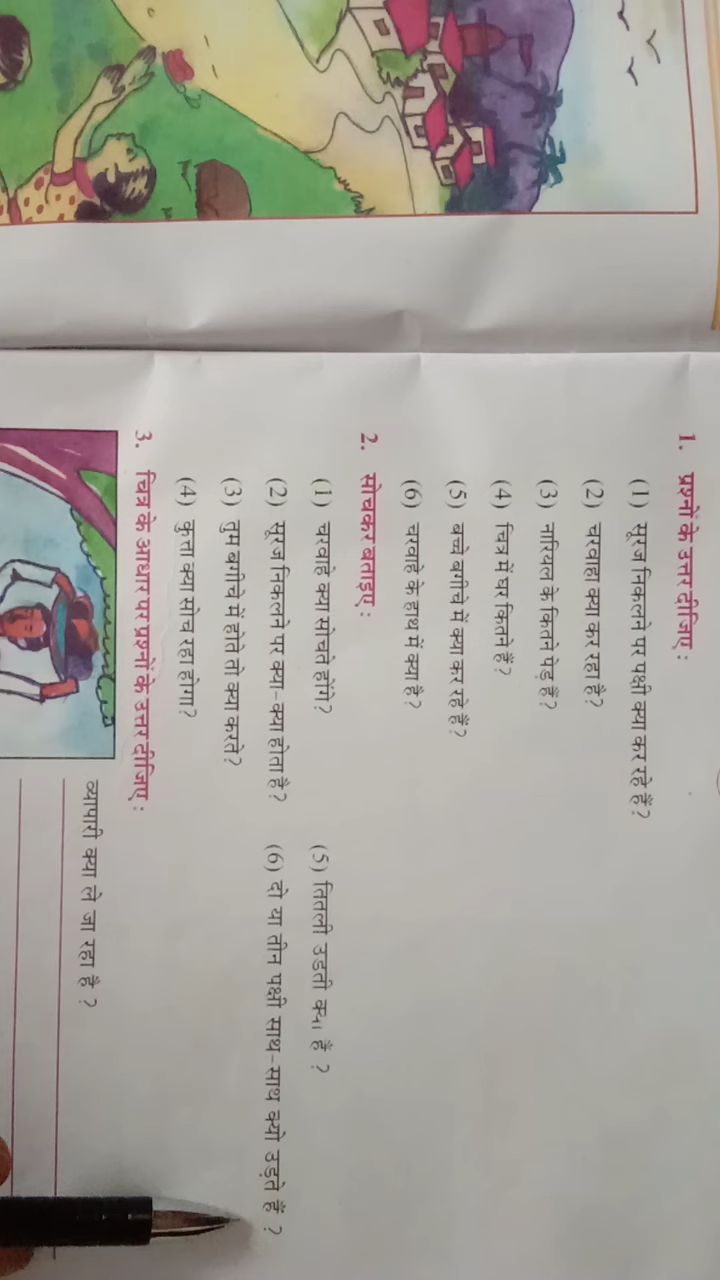 1. प्रश्नों के उत्तर दीजिए :
(1) सूरज निकलने पर पक्षी क्या कर रहे हैं ?
(2) चरवाहा क्या कर रहा है?
(3) नारियल के कितने पेड़ हैं?
(4) चित्र में घर कितने हैं?
(5) बच्चे बगीचे में क्या कर रहे हैं?
(6) चरवाहे के हाथ में क्या है?
2. सोचकर बताइए :
(1) चरवाहे क्या सोचते होंगे?
(2) सूरज निकलने पर क्या-क्या होता है?
(3) तुम बगीचे में होते तो क्या करते?
(4) कुत्ता क्या सोच रहा होगा?
(5) तितली उडती क्यों हैं ?
(6) दो या तीन पक्षी साथ-साथ क्यो उड़ते हैं ?
3. चित्र के आधार पर प्रश्नों के उत्तर दीजिए :
व्यापारी क्या ले जा रहा है ?